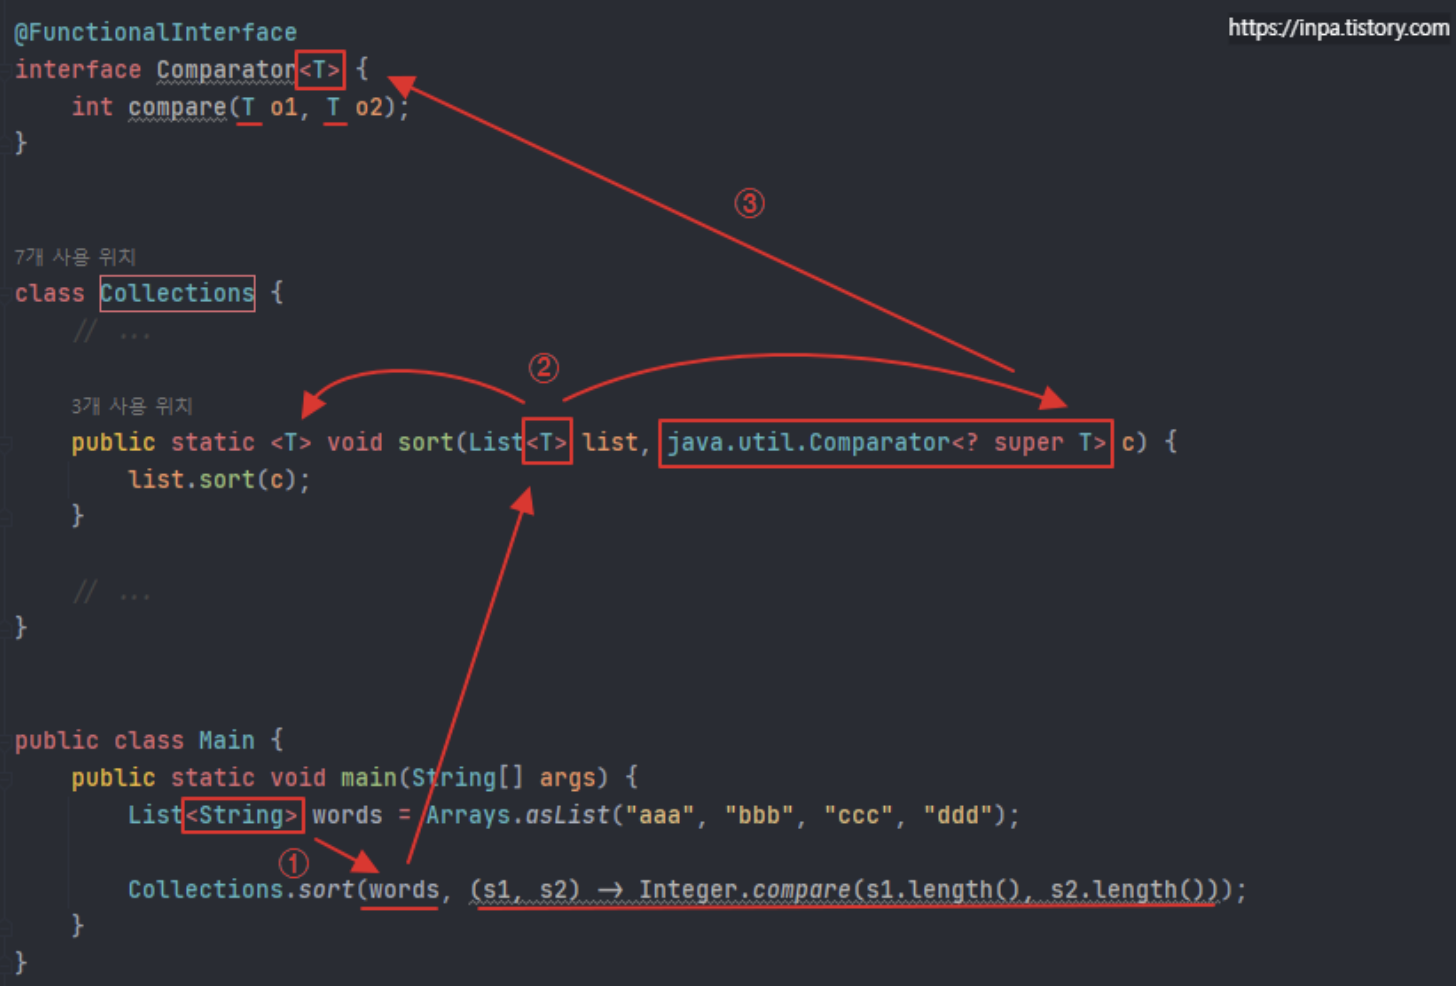 https://inpa.tistory.com
@FunctionalInterface
interface Comparator<T> {
int compare(T o1, T o2);
}
③
7개 사용 위치
class Collections {
// ...
②
3개 사용 위치
public static <T> void sort(List<T> list, java.util.Comparator<? super T> c) {
list.sort(c);
}
// ...
}
public class Main {
public static void main(String[] args) {
List<String> words = Arrays.asList("aaa", "bbb", "ccc", "ddd");
①
Collections.sort(words, (s1, s2) → Integer.compare(s1.length(), s2.length()));
}
}